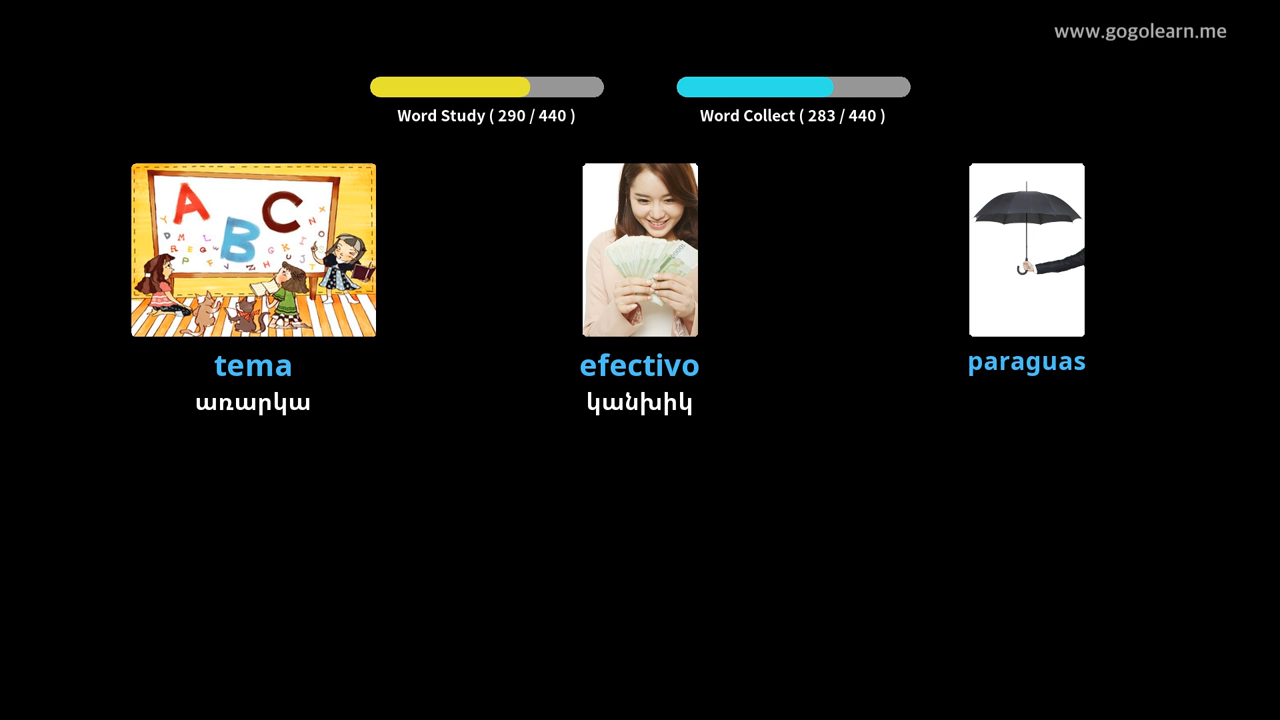 www.gogolearn.me
Word Study ( 290 / 440 )
Word Collect ( 283 / 440 )
A B C
tema
առարկա
efectivo
կանխիկ
paraguas